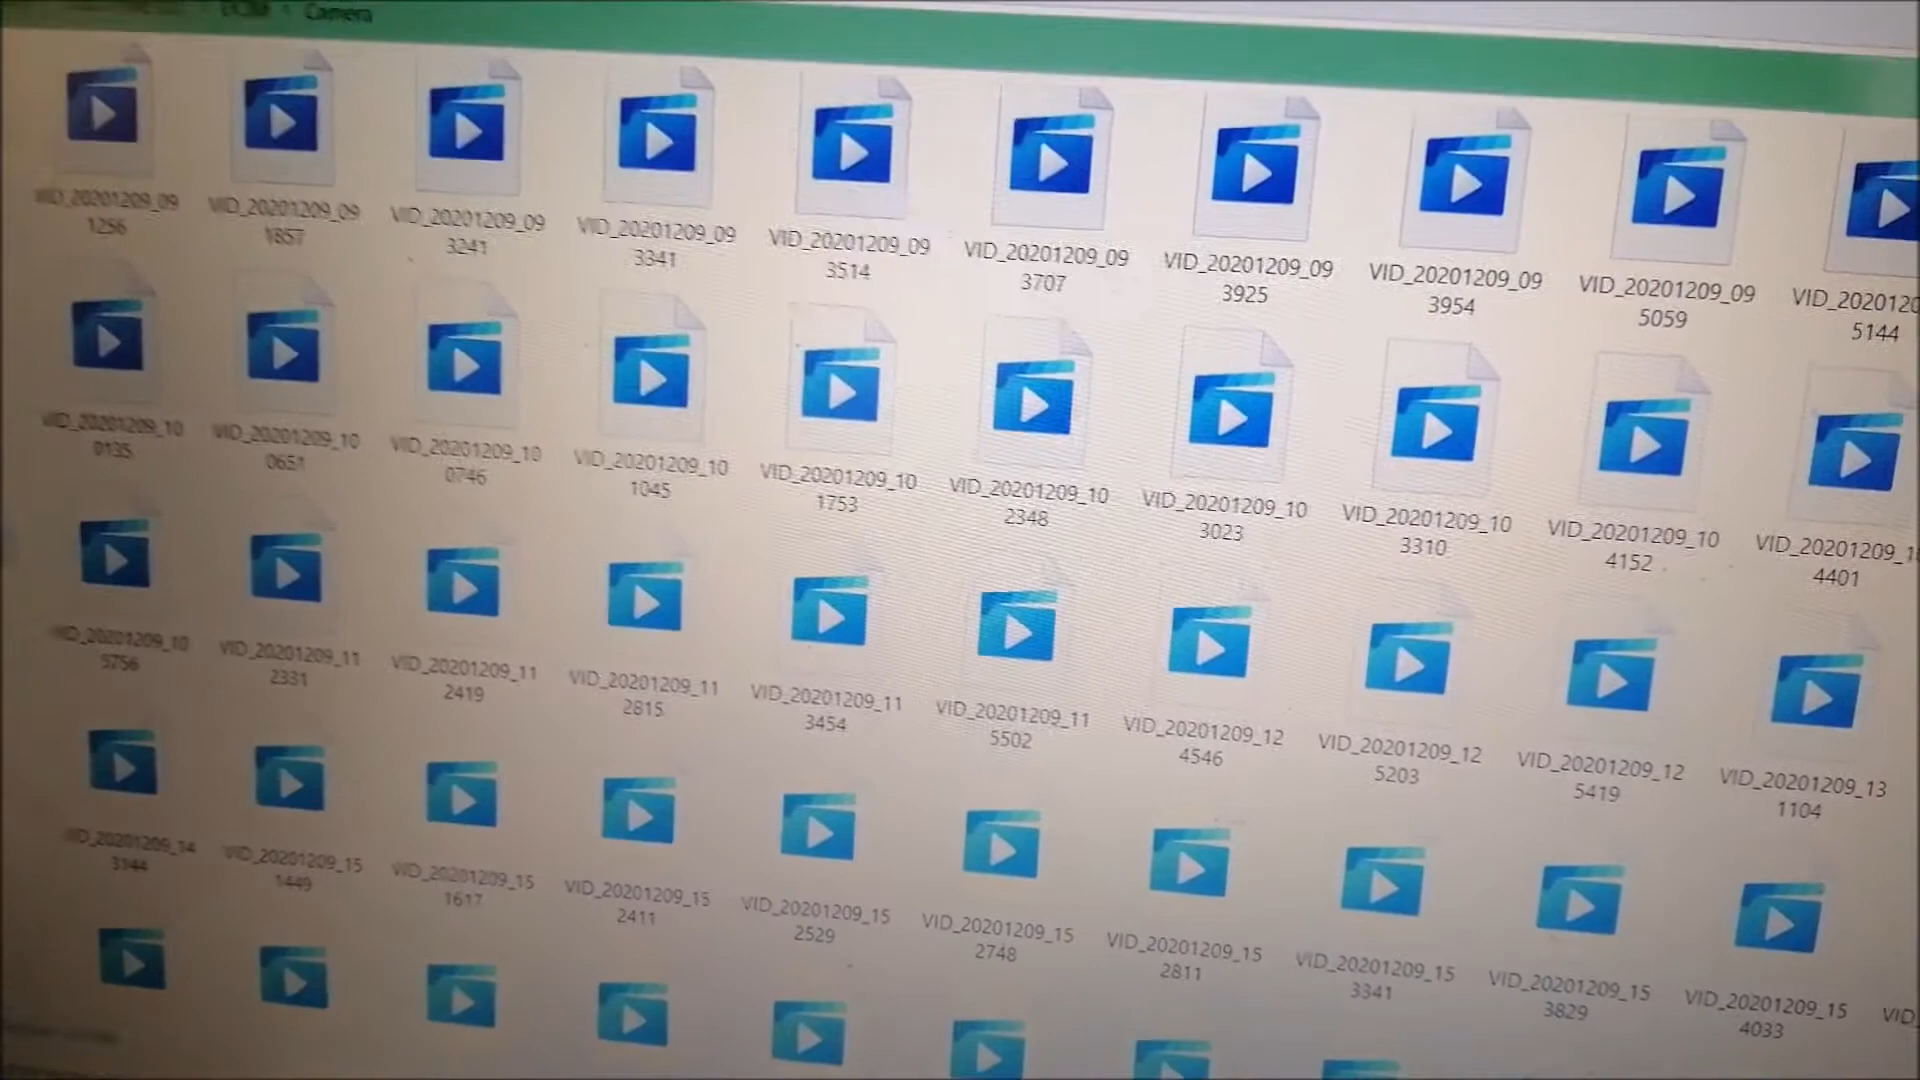 DCIM › Camera
VID_20201209_09
1256
VID_20201209_09
1857
VID_20201209_09
3241
VID_20201209_09
3341
VID_20201209_09
3514
VID_20201209_09
3707
VID_20201209_09
3925
VID_20201209_09
3954
VID_20201209_09
5059
VID_202012
5144
VID_20201209_10
0135
VID_20201209_10
0651
VID_20201209_10
0746
VID_20201209_10
1045
VID_20201209_10
1753
VID_20201209_10
2348
VID_20201209_10
3023
VID_20201209_10
3310
VID_20201209_10
4152
VID_20201209_1
4401
VID_20201209_10
5756
VID_20201209_11
2331
VID_20201209_11
2419
VID_20201209_11
2815
VID_20201209_11
3454
VID_20201209_11
5502
VID_20201209_12
4546
VID_20201209_12
5203
VID_20201209_12
5419
VID_20201209_13
1104
VID_20201209_14
3144
VID_20201209_15
1449
VID_20201209_15
1617
VID_20201209_15
2411
VID_20201209_15
2529
VID_20201209_15
2748
VID_20201209_15
2811
VID_20201209_15
3341
VID_20201209_15
3829
VID_20201209_15
4033
VID_